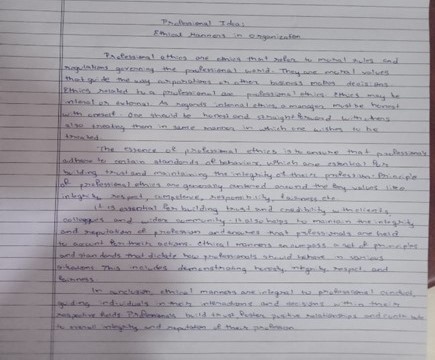 Professional Idea:
Ethical Manners in Organization
Professional ethics are ethics that refers to moral rules and
regulations governing the professional world. They are moral values
that guide the way corporations or other business makes decisions.
Ethics related to a professional are professional ethics. Ethics may be
internal or external. As regards internal ethics a manager must be honest
with oneself. One should be honest and straight forward with others
also treating them in same manner in which one wishes to be
treated.
The essence of professional ethics is to ensure that professionals
adhere to certain standards of behavior, which are essential for
building trust and maintaining the integrity of their profession. Principle
of professional ethics are generally centered around the key values like
integrity, respect, competence, responsibility, fairness etc.
it is essential for building trust and credibility with clients,
colleagues and wider community. It also helps to maintain the integrity
and reputation of profession and ensures that professionals are held
to account for their actions. ethical manners encompass a set of principles
and standards that dictate how professionals should behave in various
situations. This includes demonstrating honesty, integrity, respect, and
fairness.
In conclusion, ethical manners are integral to professional conduct,
guiding individuals in their interactions and decisions within their
respective fields. Professionals build trust foster positive relationships and contribute
to overall integrity and reputation of their profession.